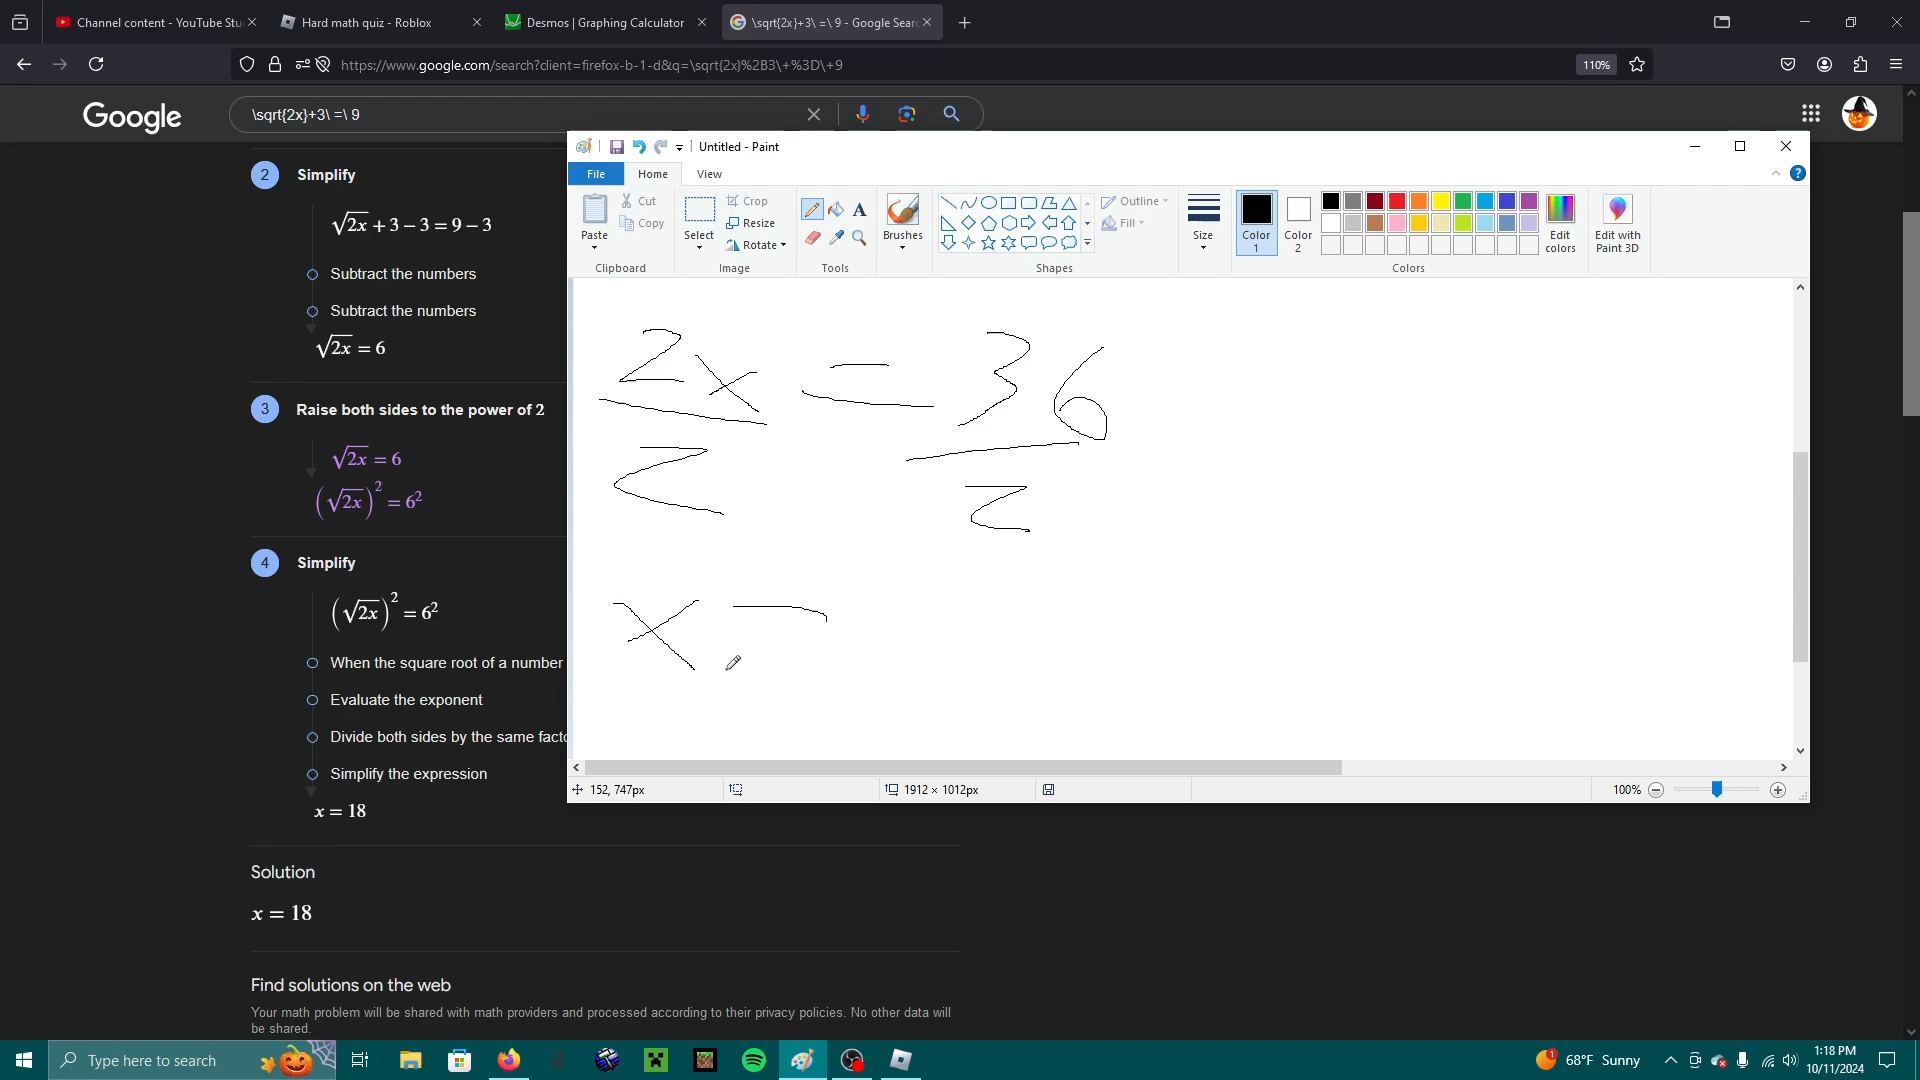 Channel content - YouTube Stu
Hard math quiz - Roblox
Desmos | Graphing Calculator
\sqrt{2x}+3\ =\ 9 - Google Sear
https://www.google.com/search?client=firefox-b-1-d&q=\sqrt{2x}%2B3\+%3D\+9
110%
Google
\sqrt{2x}+3\ =\ 9
2 Simplify
√2x + 3 − 3 = 9 − 3
Subtract the numbers
Subtract the numbers
√2x = 6
3 Raise both sides to the power of 2
√2x = 6
(√2x)² = 6²
4 Simplify
(√2x)² = 6²
When the square root of a number
Evaluate the exponent
Divide both sides by the same facto
Simplify the expression
x = 18
Solution
x = 18
Find solutions on the web
Your math problem will be shared with math providers and processed according to their privacy policies. No other data will
be shared.
Untitled - Paint
File Home View
Paste
Cut
Copy
Clipboard
Select
Crop
Resize
Rotate
Image
A
Tools
Brushes
Outline
Fill
Shapes
Size
Color
1
Color
2
Edit
colors
Colors
Edit with
Paint 3D
2x = 36
2 2
x
152, 747px
1912 × 1012px
100%
Type here to search
1
68°F Sunny
1:18 PM
10/11/2024